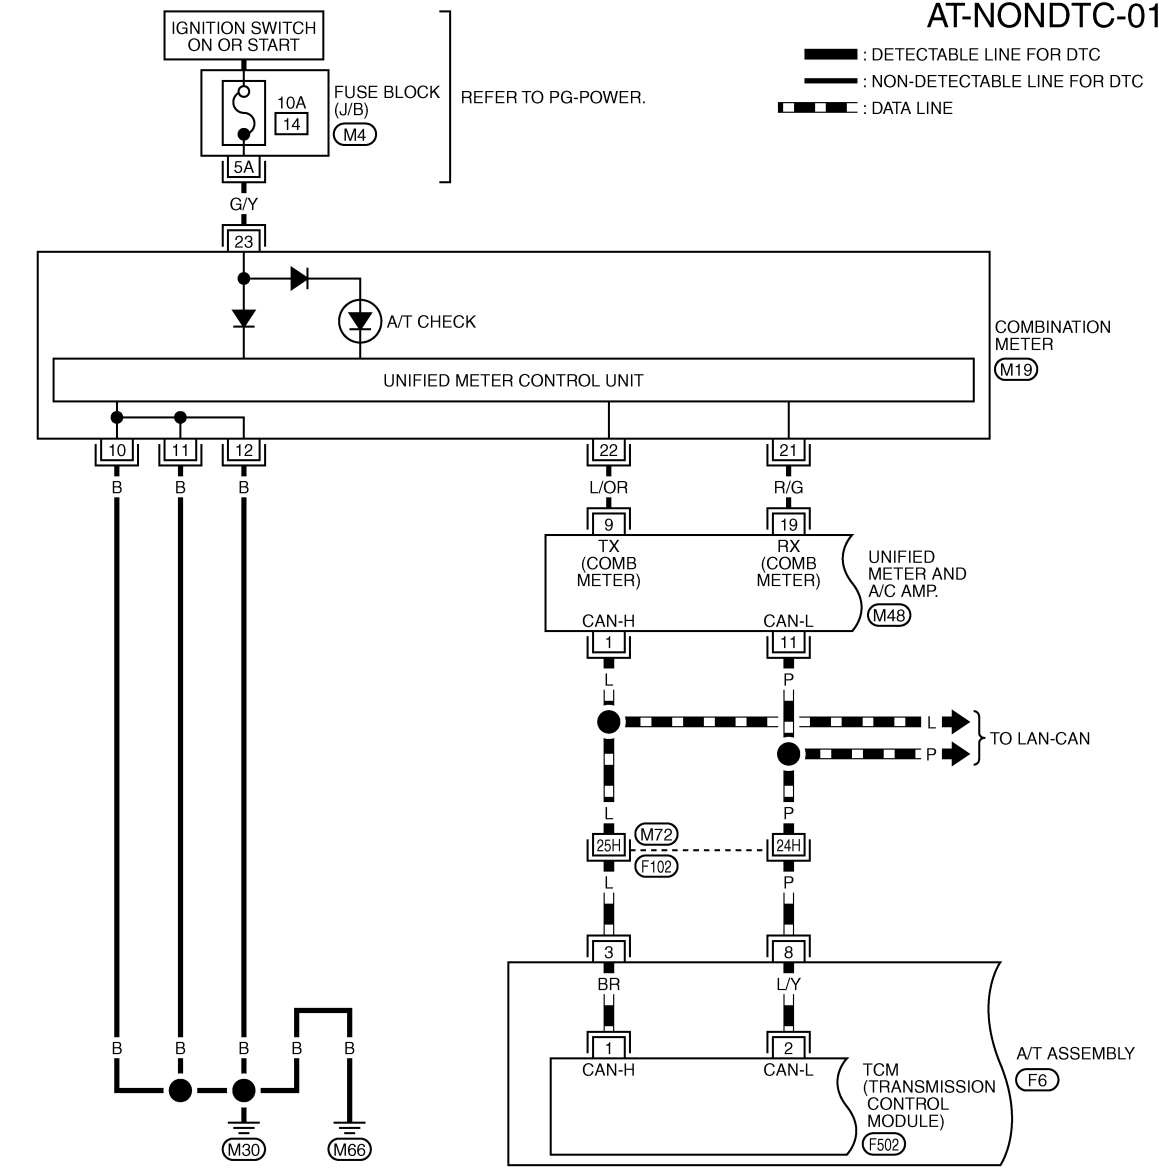 AT-NONDTC-01
: DETECTABLE LINE FOR DTC
: NON-DETECTABLE LINE FOR DTC
: DATA LINE
IGNITION SWITCH
ON OR START
10A
14
FUSE BLOCK
(J/B)
M4
REFER TO PG-POWER.
5A
G/Y
23
A/T CHECK
COMBINATION
METER
M19
UNIFIED METER CONTROL UNIT
10 11 12 22 21
B B B L/OR R/G
9 19
TX
(COMB
METER)
RX
(COMB
METER)
UNIFIED
METER AND
A/C AMP.
M48
CAN-H CAN-L
1 11
L P
L
P
TO LAN-CAN
L P
25H
M72
F102
24H
L P
3 8
BR L/Y
1 2
CAN-H CAN-L
A/T ASSEMBLY
F6
TCM
(TRANSMISSION
CONTROL
MODULE)
F502
B B B B B
M30 M66